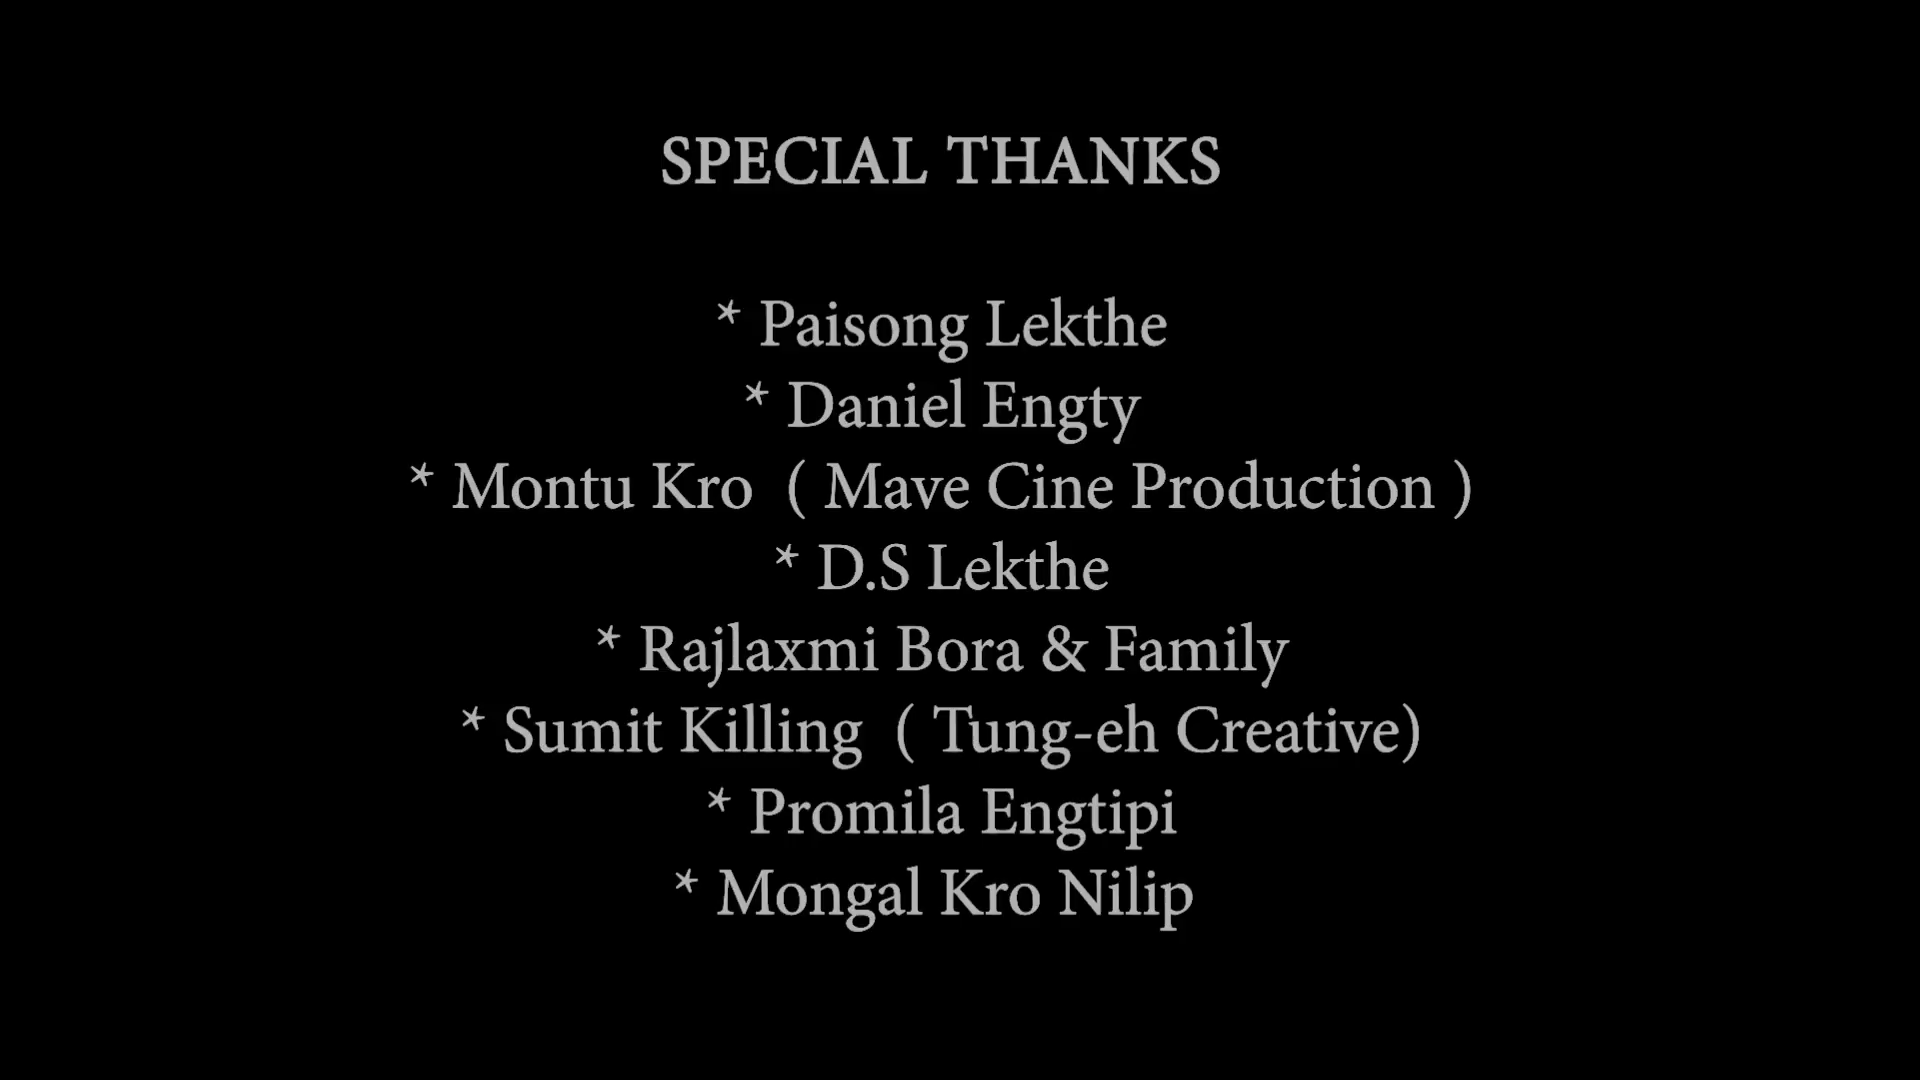 SPECIAL THANKS
* Paisong Lekthe
* Daniel Engty
* Montu Kro  ( Mave Cine Production )
* D.S Lekthe
* Rajlaxmi Bora & Family
* Sumit Killing  ( Tung-eh Creative)
* Promila Engtipi
* Mongal Kro Nilip